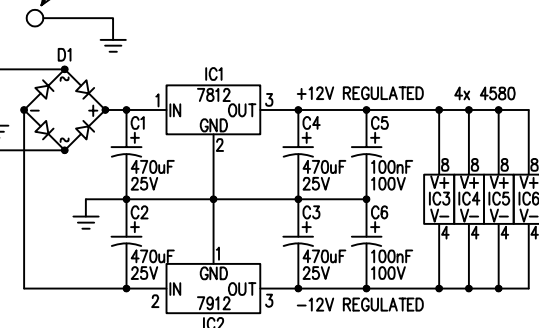 D1
~
-
+
~
IC1
7812
1 IN OUT 3
GND
2
+12V REGULATED
4x 4580
C1
+
470uF
25V
C4
+
470uF
25V
C5
+
100nF
100V
C2
+
470uF
25V
C3
+
470uF
25V
C6
+
100nF
100V
8 8 8 8
V+ V+ V+ V+
IC3 IC4 IC5 IC6
V- V- V- V-
4 4 4 4
1
GND
2 IN OUT 3
7912
IC2
-12V REGULATED